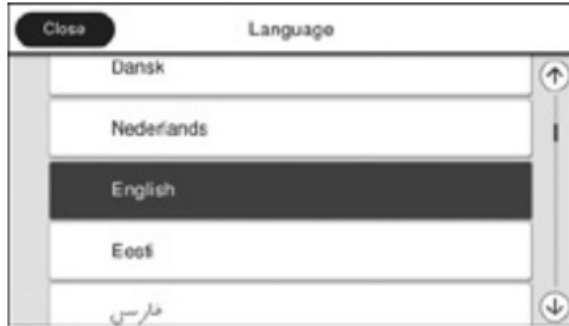 Close
Language
Dansk
Nederlands
English
Eesti
فارسی